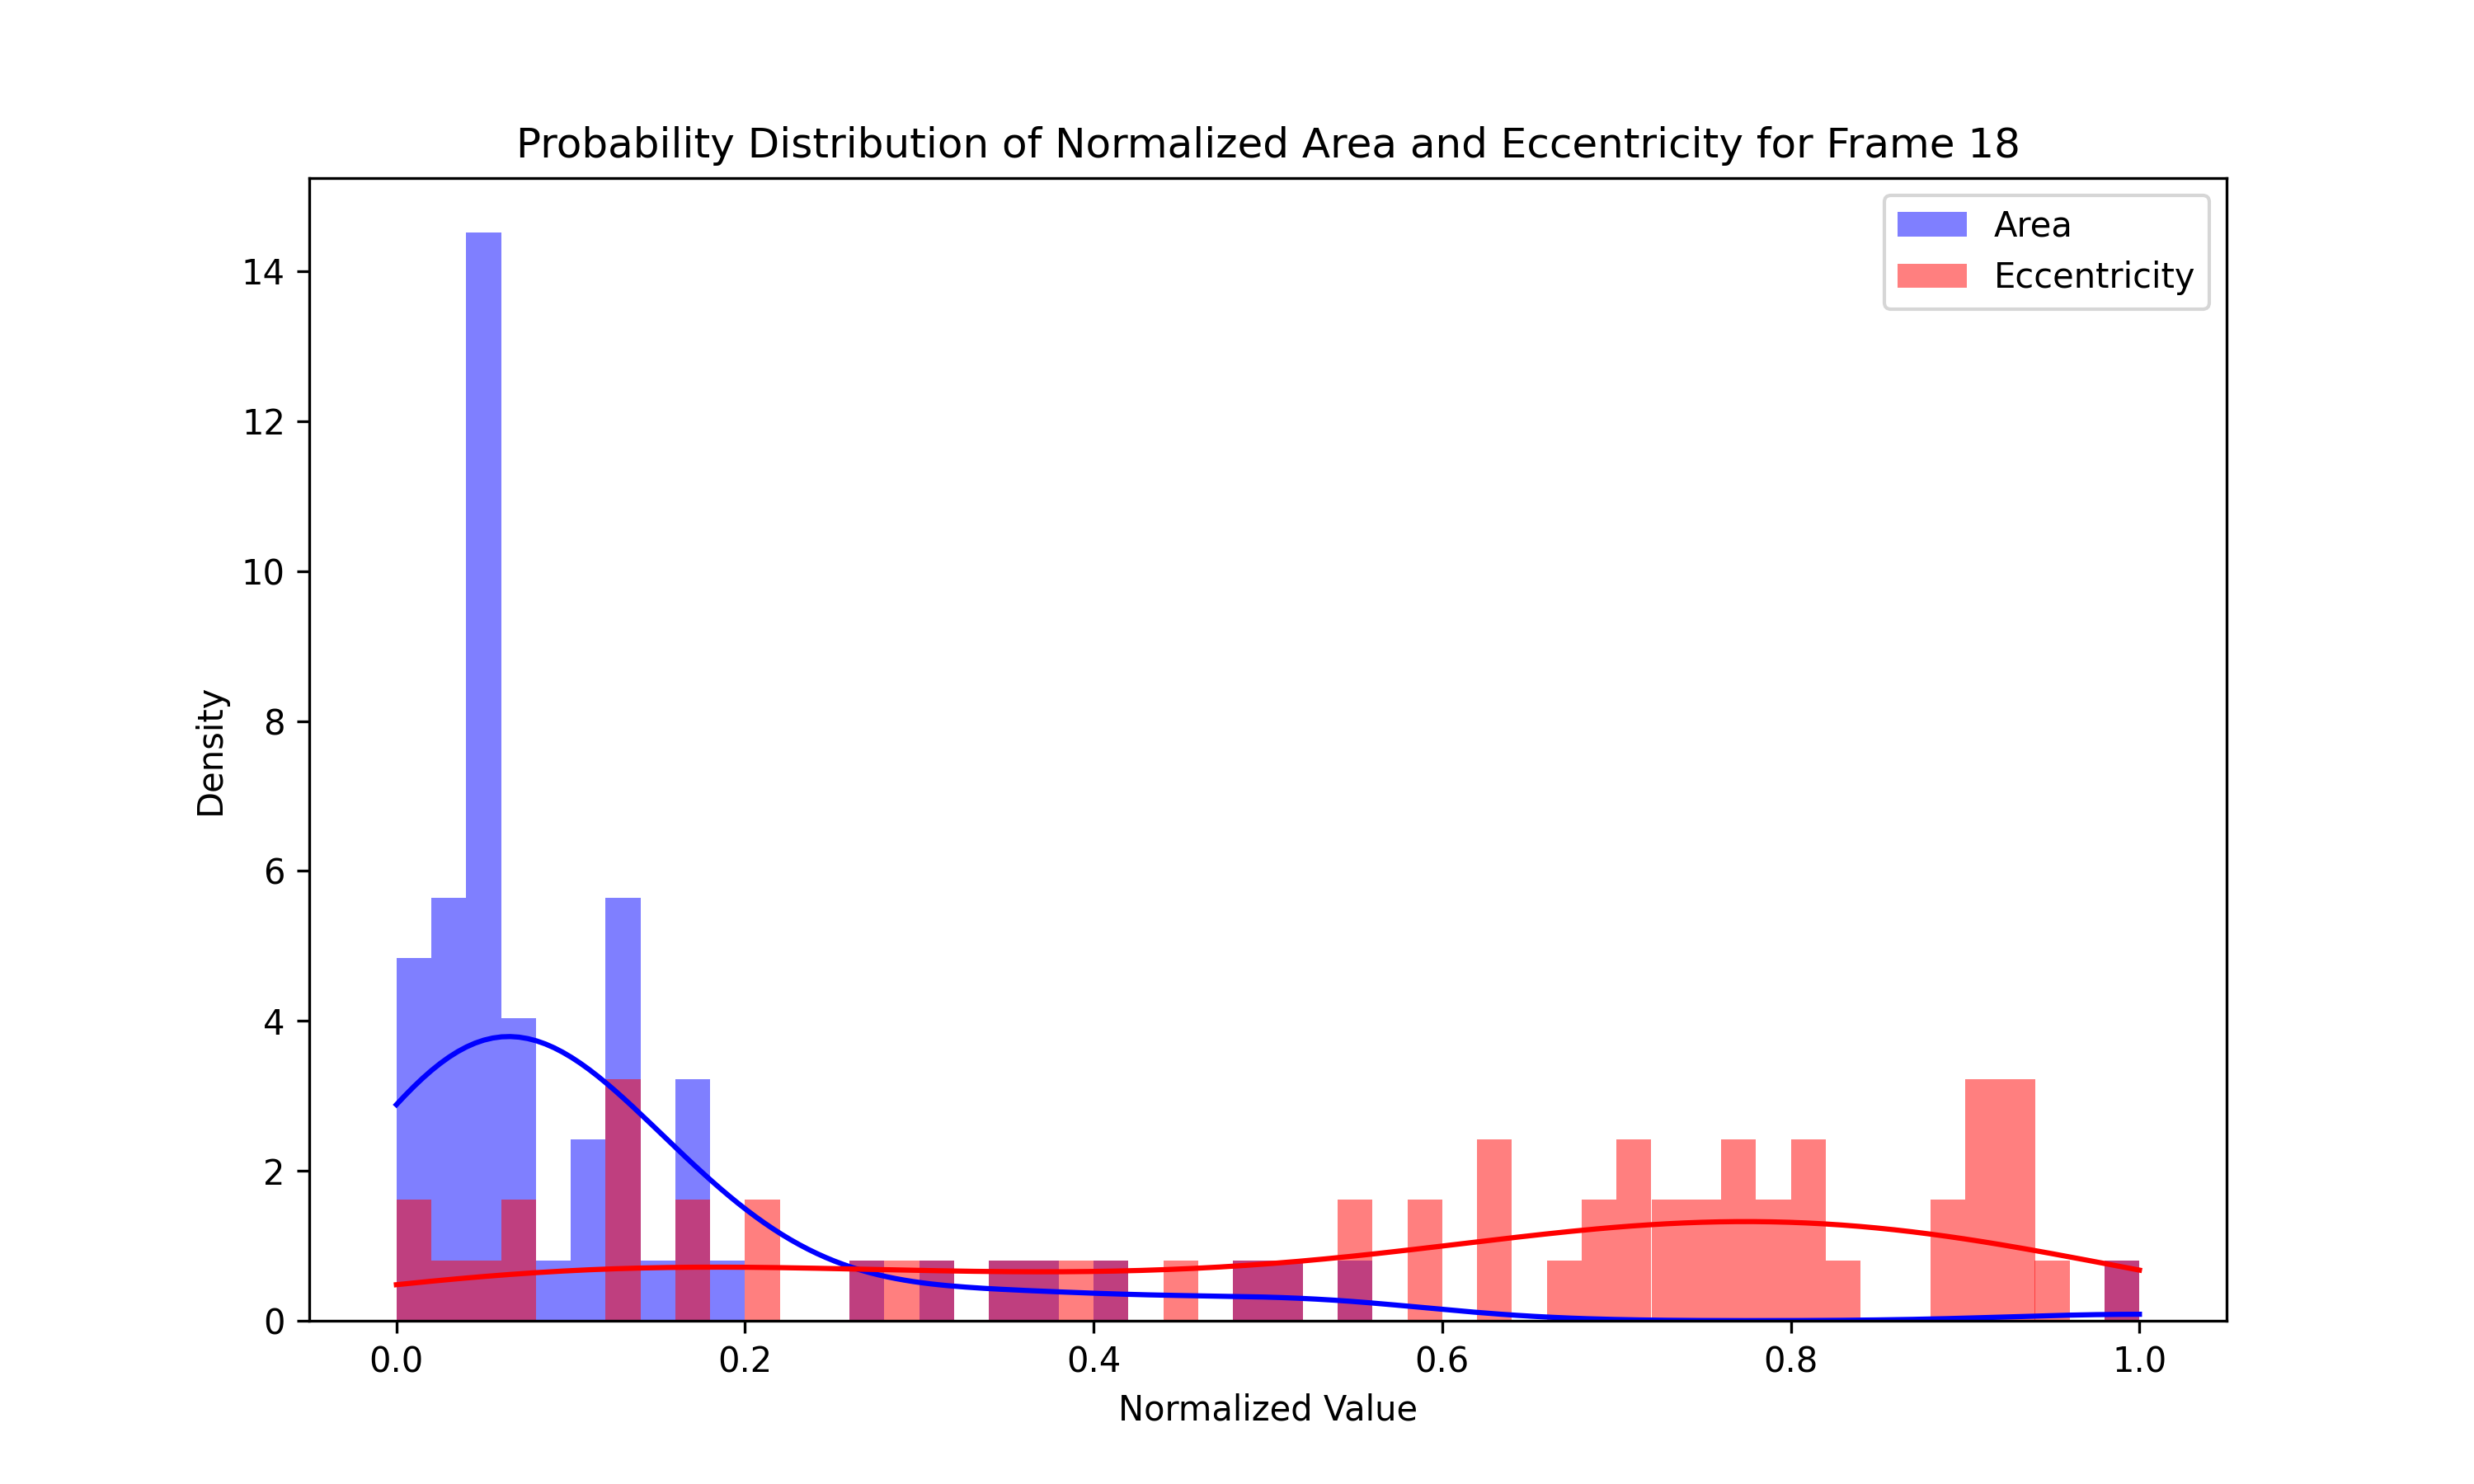 Probability Distribution of Normalized Area and Eccentricity for Frame 18
Area
Eccentricity
14
12
10
8
6
4
2
0
Density
0.0 0.2 0.4 0.6 0.8 1.0
Normalized Value